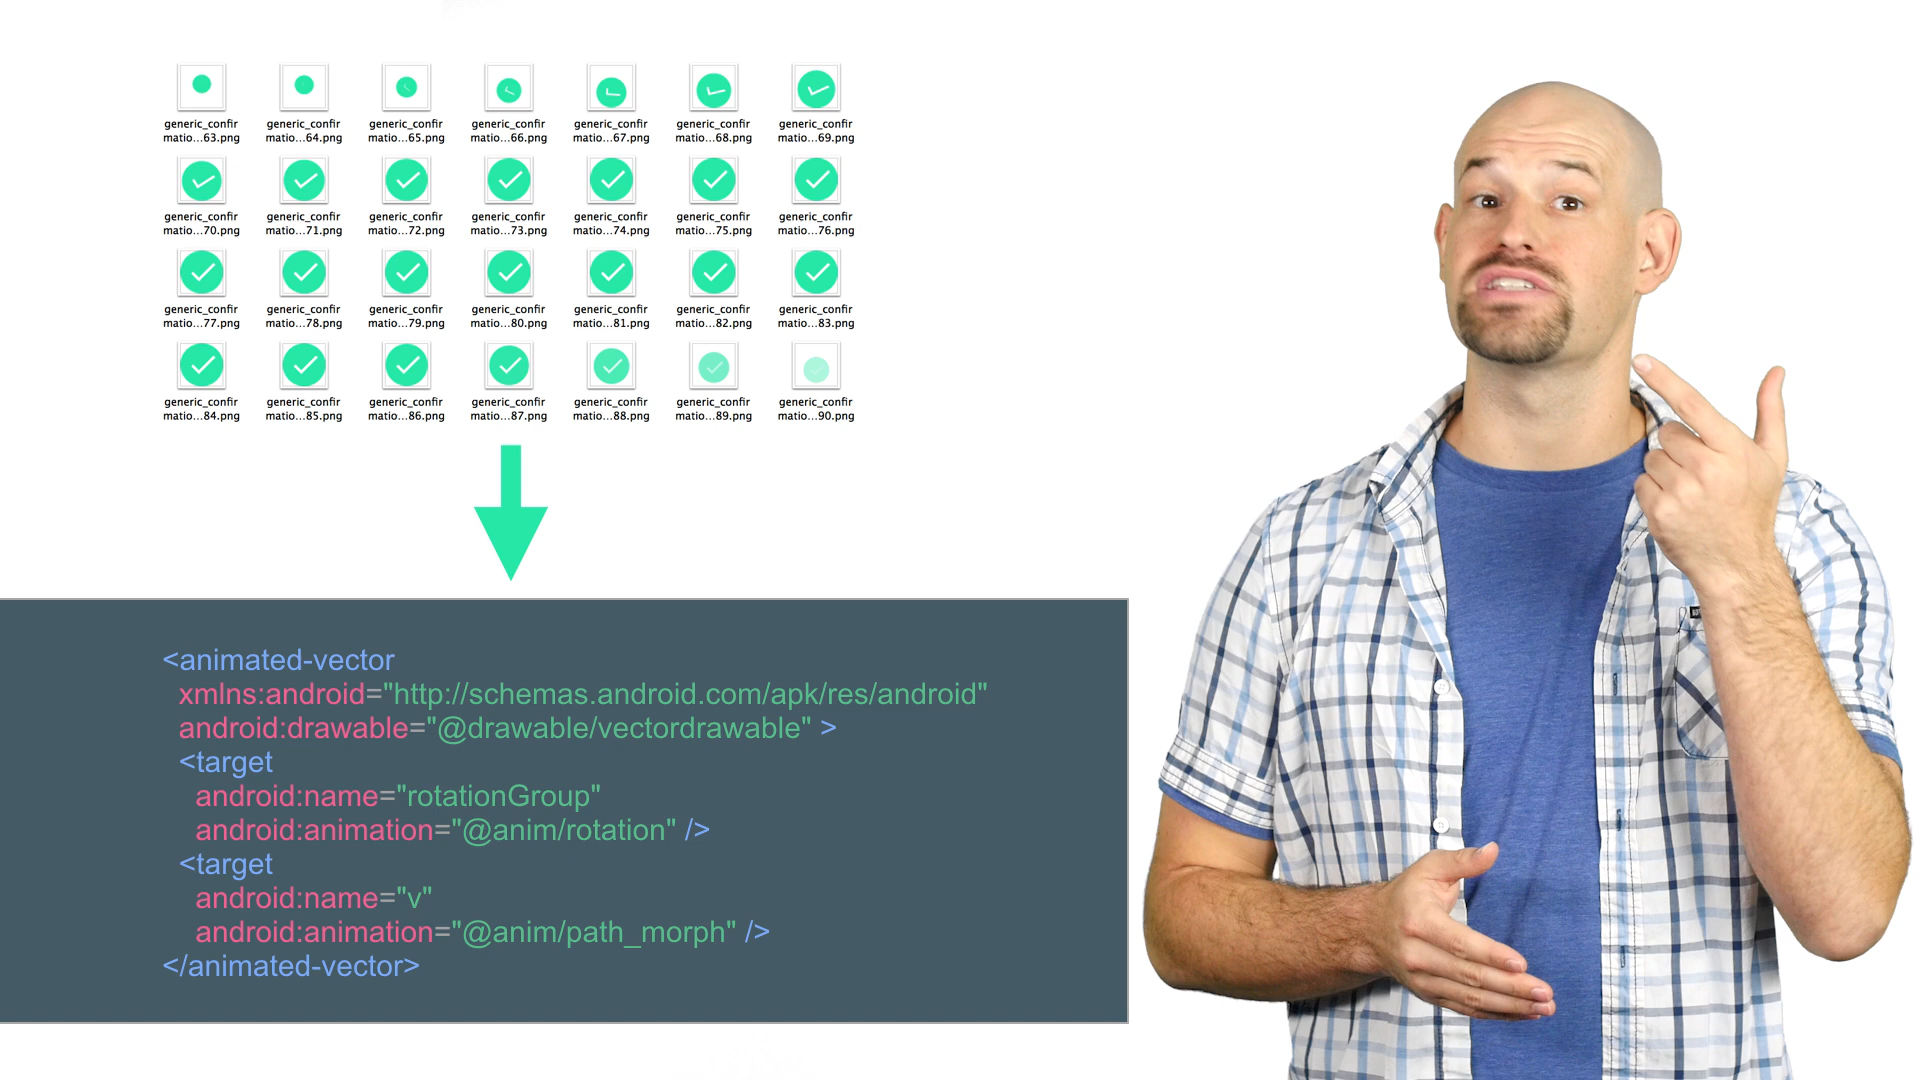 generic_confir generic_confir generic_confir generic_confir generic_confir generic_confir generic_confir
matio...63.png matio...64.png matio...65.png matio...66.png matio...67.png matio...68.png matio...69.png
generic_confir generic_confir generic_confir generic_confir generic_confir generic_confir generic_confir
matio...70.png matio...71.png matio...72.png matio...73.png matio...74.png matio...75.png matio...76.png
generic_confir generic_confir generic_confir generic_confir generic_confir generic_confir generic_confir
matio...77.png matio...78.png matio...79.png matio...80.png matio...81.png matio...82.png matio...83.png
generic_confir generic_confir generic_confir generic_confir generic_confir generic_confir generic_confir
matio...84.png matio...85.png matio...86.png matio...87.png matio...88.png matio...89.png matio...90.png
<animated-vector
xmlns:android="http://schemas.android.com/apk/res/android"
android:drawable="@drawable/vectordrawable" >
<target
android:name="rotationGroup"
android:animation="@anim/rotation" />
<target
android:name="v"
android:animation="@anim/path_morph" />
</animated-vector>